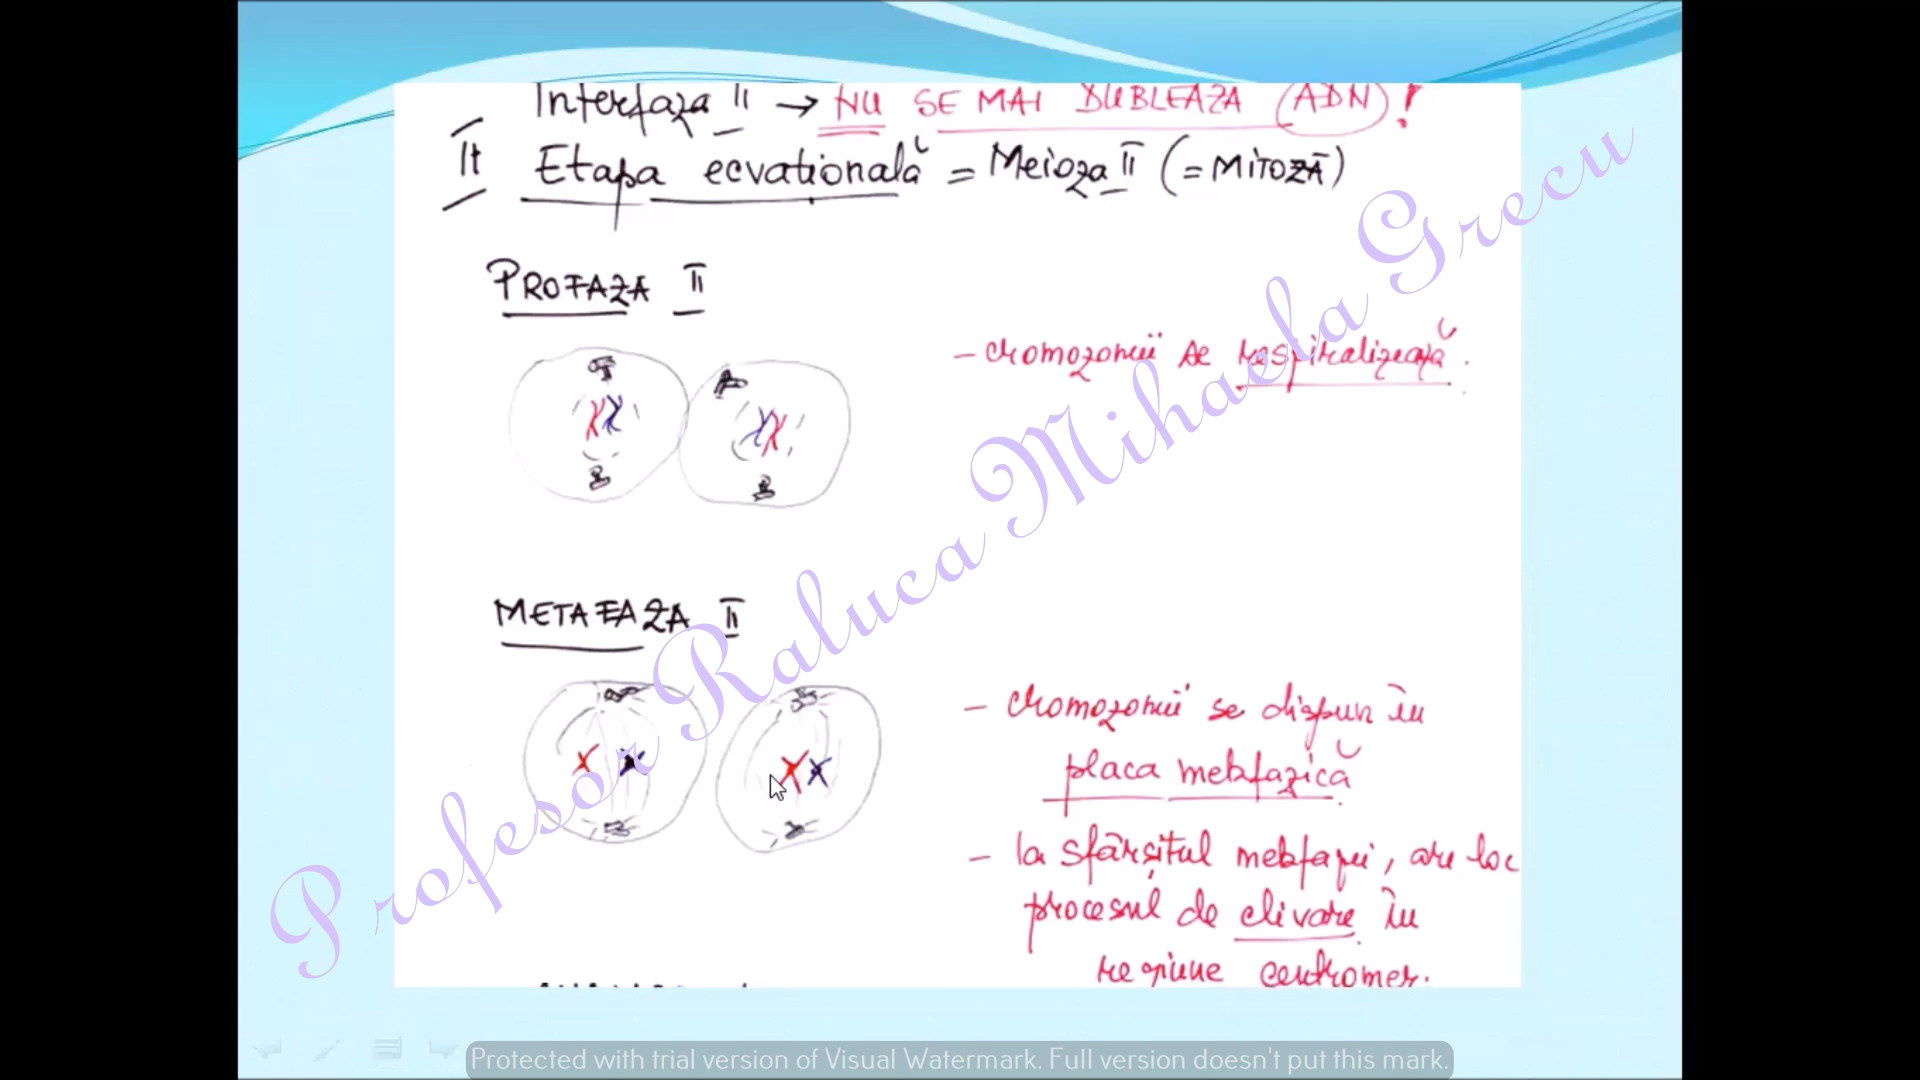 Interfaza II → NU SE MAI DUBLEAZA ADN !
II Etapa ecvațională = Meioza II (= MITOZĂ)
PROFAZA II
- cromozomii se respiralizează.
METAFAZA II
- cromozomii se dispun în
placa metafazică
- la sfârșitul metafazei, are loc
procesul de clivare în
regiune centromer.
Profesor Raluca Mihaela Grecu
Protected with trial version of Visual Watermark. Full version doesn't put this mark.